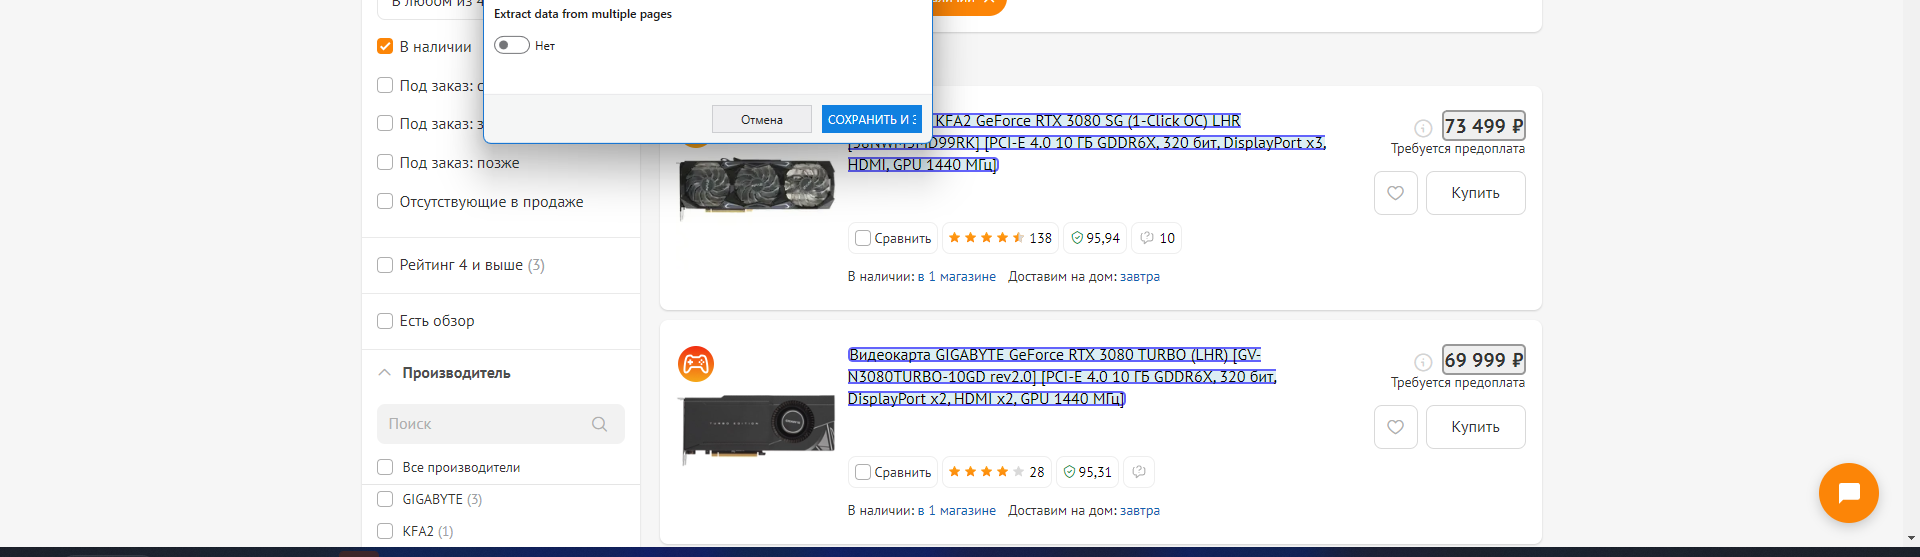 Extract data from multiple pages
Нет
Отмена
СОХРАНИТЬ И З
В любом из 4
В наличии
Под заказ: с
Под заказ: з
Под заказ: позже
Отсутствующие в продаже
Рейтинг 4 и выше (3)
Есть обзор
Производитель
Поиск
Все производители
GIGABYTE (3)
KFA2 (1)
KFA2 GeForce RTX 3080 SG (1-Click OC) LHR
[PCI-E 4.0 10 ГБ GDDR6X, 320 бит, DisplayPort x3,
HDMI, GPU 1440 МГц]
73 499 ₽
Требуется предоплата
Купить
Сравнить 138 95,94 10
В наличии: в 1 магазине Доставим на дом: завтра
Видеокарта GIGABYTE GeForce RTX 3080 TURBO (LHR) [GV-
N3080TURBO-10GD rev2.0] [PCI-E 4.0 10 ГБ GDDR6X, 320 бит,
DisplayPort x2, HDMI x2, GPU 1440 МГц]
69 999 ₽
Требуется предоплата
Купить
Сравнить 28 95,31
В наличии: в 1 магазине Доставим на дом: завтра